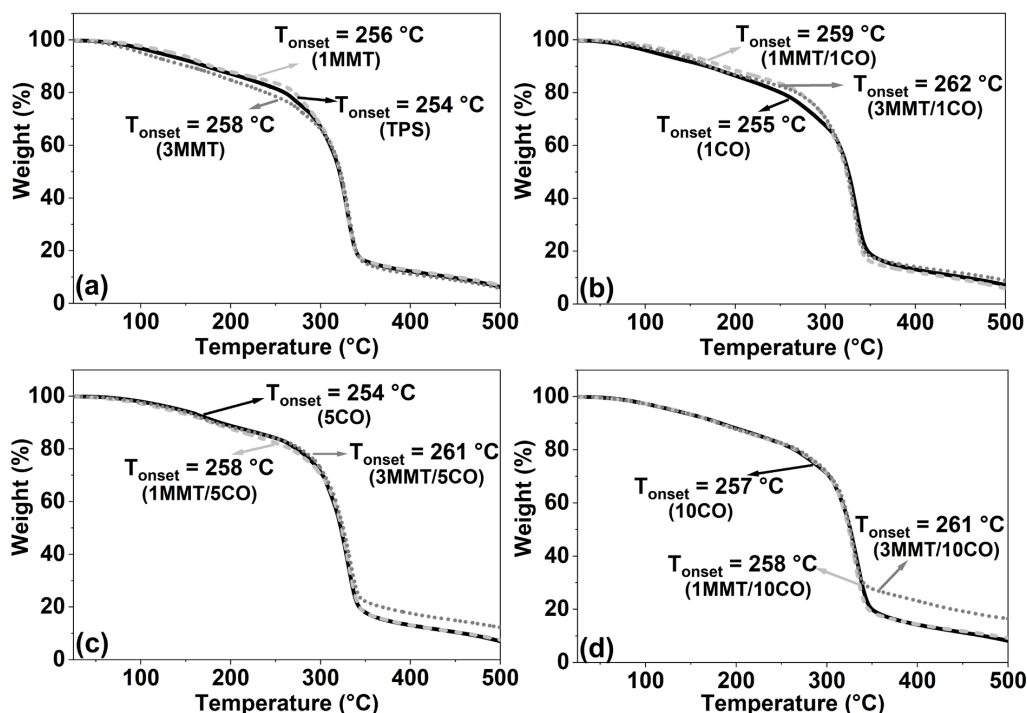 100
80
60
40
20
0
Weight (%)
T_onset = 256 °C
(1MMT)
T_onset = 254 °C
(TPS)
T_onset = 258 °C
(3MMT)
(a)
100 200 300 400 500
Temperature (°C)
100
80
60
40
20
0
Weight (%)
T_onset = 259 °C
(1MMT/1CO)
T_onset = 262 °C
(3MMT/1CO)
T_onset = 255 °C
(1CO)
(b)
100 200 300 400 500
Temperature (°C)
100
80
60
40
20
0
Weight (%)
T_onset = 254 °C
(5CO)
T_onset = 261 °C
(3MMT/5CO)
T_onset = 258 °C
(1MMT/5CO)
(c)
100 200 300 400 500
Temperature (°C)
100
80
60
40
20
0
Weight (%)
T_onset = 257 °C
(10CO)
T_onset = 261 °C
(3MMT/10CO)
T_onset = 258 °C
(1MMT/10CO)
(d)
100 200 300 400 500
Temperature (°C)